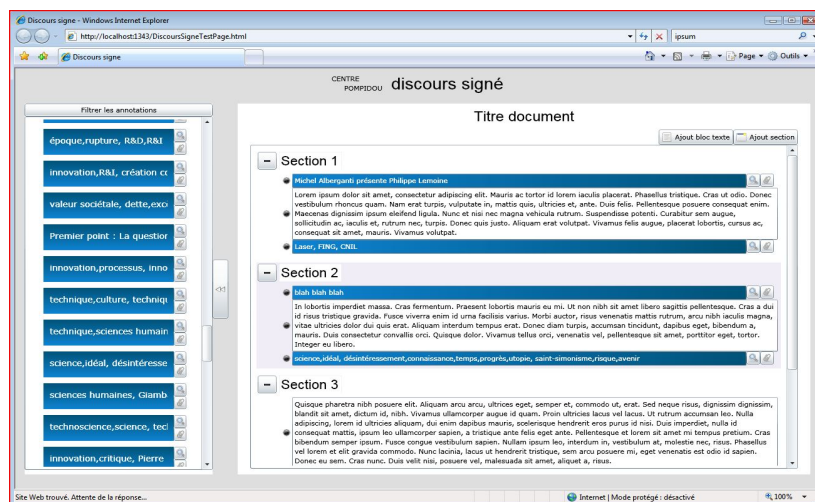 Discours signe - Windows Internet Explorer
http://localhost:1343/DiscoursSigneTestPage.html
ipsum
Discours signe
Page
Outils
CENTRE
POMPIDOU
discours signé
Filtrer les annotations
époque,rupture, R&D,R&I
innovation,R&I, création co
valeur sociétale, dette,exc
Premier point : La question
innovation,processus, inno
technique,culture, techniqu
technique,sciences humain
science,idéal, désintéresse
sciences humaines, Giamb
technoscience,science, tecl
innovation,critique, Pierre
Titre document
Ajout bloc texte
Ajout section
Section 1
Michel Alberganti présente Philippe Lemoine
Lorem ipsum dolor sit amet, consectetur adipiscing elit. Mauris ac tortor id lorem iaculis placerat. Phasellus tristique. Cras ut odio. Donec
vestibulum rhoncus quam. Nam erat turpis, vulputate in, mattis quis, ultricies et, ante. Duis felis. Pellentesque posuere consequat enim.
Maecenas dignissim ipsum eleifend ligula. Nunc et nisi nec magna vehicula rutrum. Suspendisse potenti. Curabitur sem augue,
sollicitudin ac, iaculis et, rutrum nec, turpis. Donec quis justo. Aliquam erat volutpat. Vivamus felis augue, placerat lobortis, cursus ac,
consequat sit amet, mauris. Vivamus volutpat.
Laser, FING, CNIL
Section 2
blah blah blah
In lobortis imperdiet massa. Cras fermentum. Praesent lobortis mauris eu mi. Ut non nibh sit amet libero sagittis pellentesque. Cras a dui
id risus tristique gravida. Fusce viverra enim id urna facilisis varius. Morbi auctor, risus venenatis mattis rutrum, arcu nibh iaculis magna,
vitae ultricies dolor dui quis erat. Aliquam interdum tempus erat. Donec diam turpis, accumsan tincidunt, dapibus eget, bibendum a,
mauris. Duis consectetur convallis orci. Quisque dolor. Vivamus tellus orci, venenatis vel, pellentesque sit amet, porttitor eget, tortor.
Integer eu libero.
science,idéal, désintéressement,connaissance,temps,progrès,utopie, saint-simonisme,risque,avenir
Section 3
Quisque pharetra nibh posuere elit. Aliquam arcu arcu, ultrices eget, semper et, commodo ut, erat. Sed neque risus, dignissim dignissim,
blandit sit amet, dictum id, nibh. Vivamus ullamcorper augue id quam. Proin ultricies lacus vel lacus. Ut rutrum accumsan leo. Nulla
adipiscing, lorem id ultricies aliquam, dui enim dapibus mauris, scelerisque hendrerit eros purus id nisi. Duis imperdiet, nulla id
consequat mattis, ipsum leo ullamcorper sapien, a tristique ante felis eget ante. Pellentesque et lorem sit amet mi tempus pretium. Cras
bibendum semper ipsum. Fusce congue vestibulum sapien. Nullam ipsum leo, interdum in, vestibulum at, molestie nec, risus. Phasellus
vel lorem et elit gravida commodo. Nunc lacinia, lacus ut hendrerit tristique, sem arcu posuere mi, eget venenatis est odio id sapien.
Donec eu sem. Cras nunc. Duis velit nisi, posuere vel, malesuada sit amet, aliquet a, risus.
Site Web trouvé. Attente de la réponse...
Internet | Mode protégé : désactivé
100%